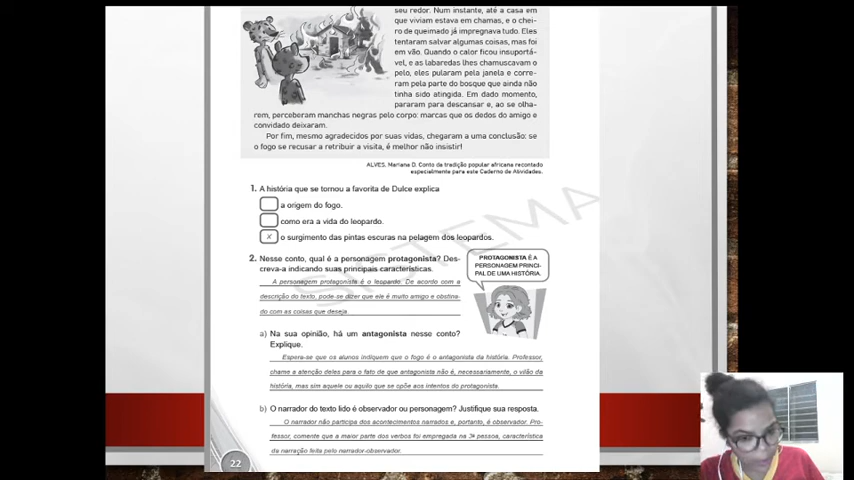 seu redor. Num instante, até a casa em
que viviam estava em chamas, e o chei-
ro de queimado já impregnava tudo. Eles
tentaram salvar algumas coisas, mas foi
em vão. Quando o calor ficou insuportá-
vel, e as labaredas lhes chamuscavam o
pelo, eles pularam pela janela e corre-
ram pela parte do bosque que ainda não
tinha sido atingida. Em dado momento,
pararam para descansar e, ao se olha-
rem, perceberam manchas negras pelo corpo: marcas que os dedos do amigo e
convidado deixaram.
Por fim, mesmo agradecidos por suas vidas, chegaram a uma conclusão: se
o fogo se recusar a retribuir a visita, é melhor não insistir!
ALVES, Mariana D. Conto da tradição popular africana recontado
especialmente para este Caderno de Atividades.
1. A história que se tornou a favorita de Dulce explica
a origem do fogo.
como era a vida do leopardo.
x o surgimento das pintas escuras na pelagem dos leopardos.
2. Nesse conto, qual é a personagem protagonista? Des-
creva-a indicando suas principais características.
A personagem protagonista é o leopardo. De acordo com a
descrição do texto, pode-se dizer que ele é muito amigo e obstina-
do com as coisas que deseja.
PROTAGONISTA É A
PERSONAGEM PRINCI-
PAL DE UMA HISTÓRIA.
a) Na sua opinião, há um antagonista nesse conto?
Explique.
Espera-se que os alunos indiquem que o fogo é o antagonista da história. Professor,
chame a atenção deles para o fato de que antagonista não é, necessariamente, o vilão da
história, mas sim aquele ou aquilo que se opõe aos intentos do protagonista.
b) O narrador do texto lido é observador ou personagem? Justifique sua resposta.
O narrador não participa dos acontecimentos narrados e, portanto, é observador. Pro-
fessor, comente que a maior parte dos verbos foi empregada na 3ª pessoa, característica
da narração feita pelo narrador-observador.
22
SISTEMA